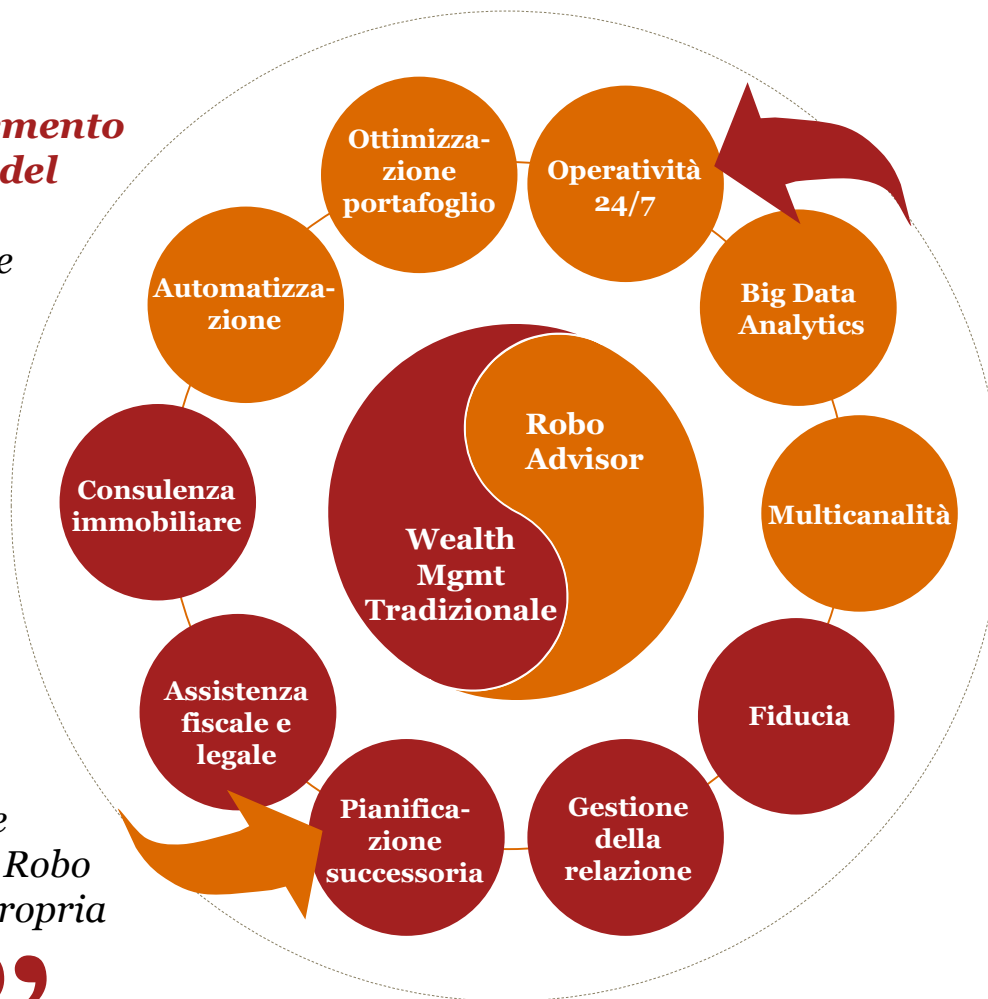 emento
del
e
Ottimizza-
zione
portafoglio
Operatività
24/7
Automatizza-
zione
Big Data
Analytics
Robo
Advisor
Consulenza
immobiliare
Multicanalità
Wealth
Mgmt
Tradizionale
Assistenza
fiscale e
legale
Fiducia
Pianifica-
zione
successoria
Gestione
della
relazione
e
Robo
ropria
”